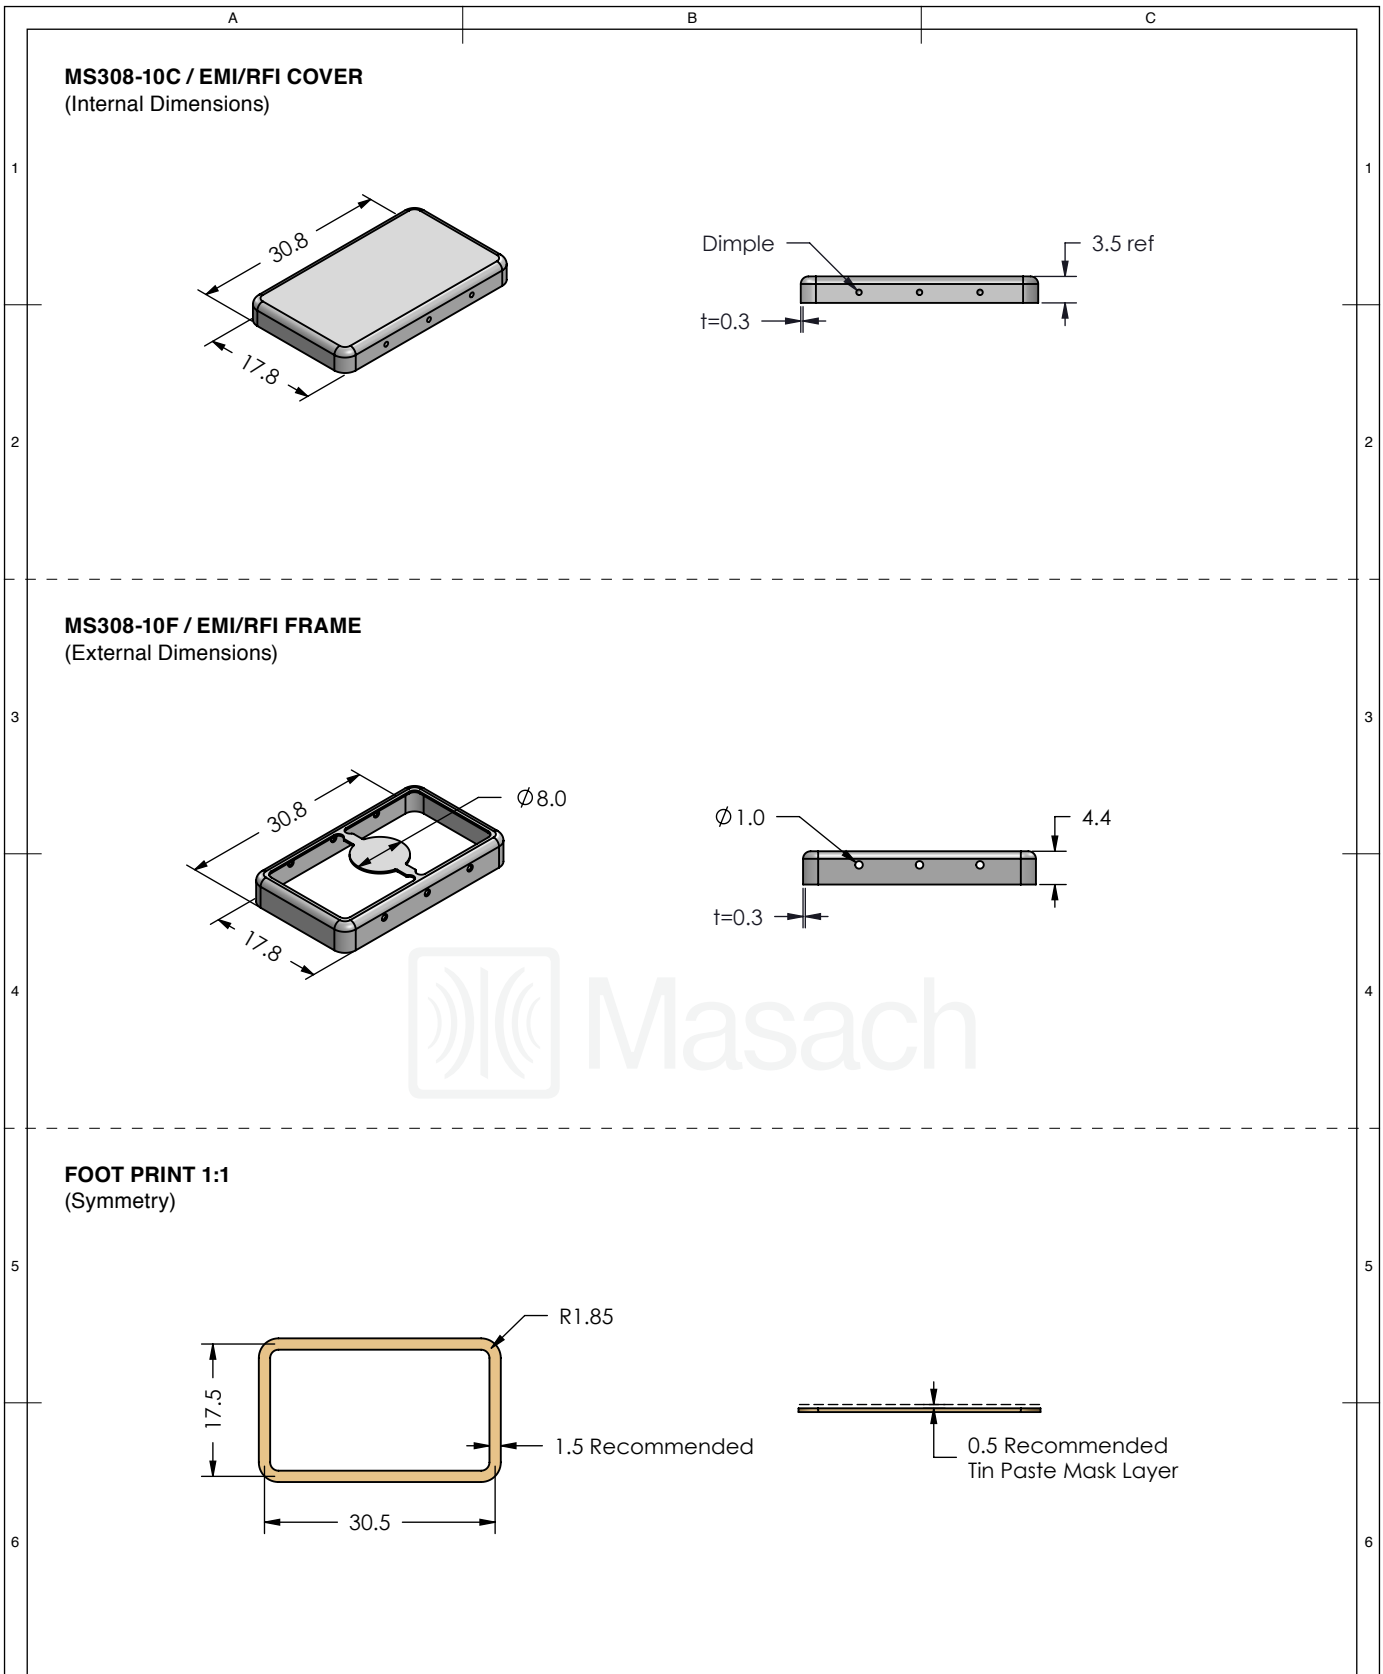 A
B
C
MS308-10C / EMI/RFI COVER
(Internal Dimensions)
1
1
30.8
17.8
Dimple
3.5 ref
t=0.3
2
2
MS308-10F / EMI/RFI FRAME
(External Dimensions)
3
3
30.8
Ø8.0
17.8
Ø1.0
4.4
t=0.3
Masach
4
4
FOOT PRINT 1:1
(Symmetry)
5
5
R1.85
17.5
1.5 Recommended
30.5
0.5 Recommended
Tin Paste Mask Layer
6
6